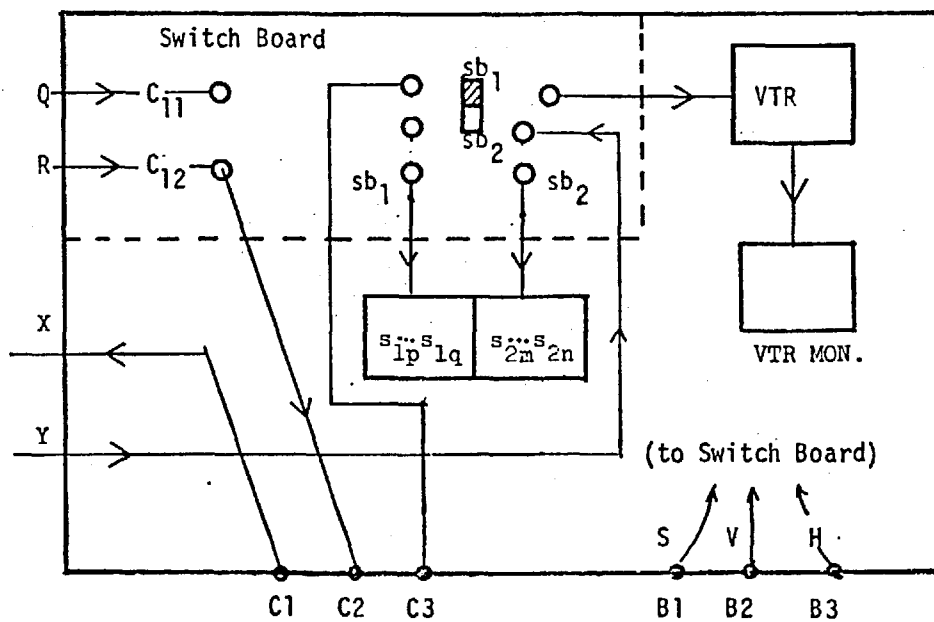 Switch Board
Q C11
sb1
VTR
sb2
R C12
sb1
sb2
X
s1p...s1q s2m...s2n
VTR MON.
Y
(to Switch Board)
S V H
C1 C2 C3 B1 B2 B3